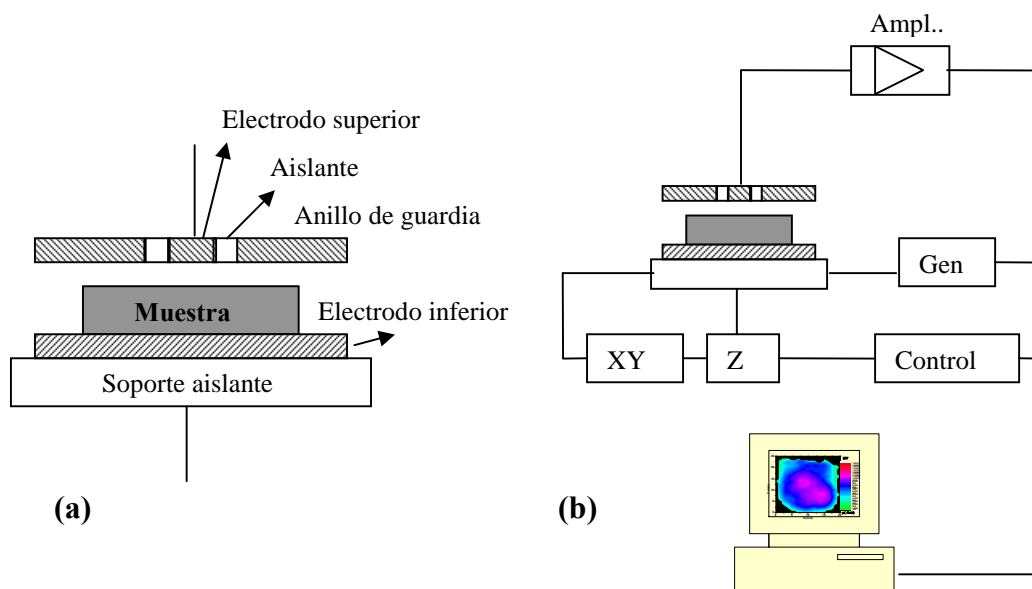 Electrodo superior
Aislante
Anillo de guardia
Muestra
Electrodo inferior
Soporte aislante
(a)
Ampl..
Gen
XY
Z
Control
(b)